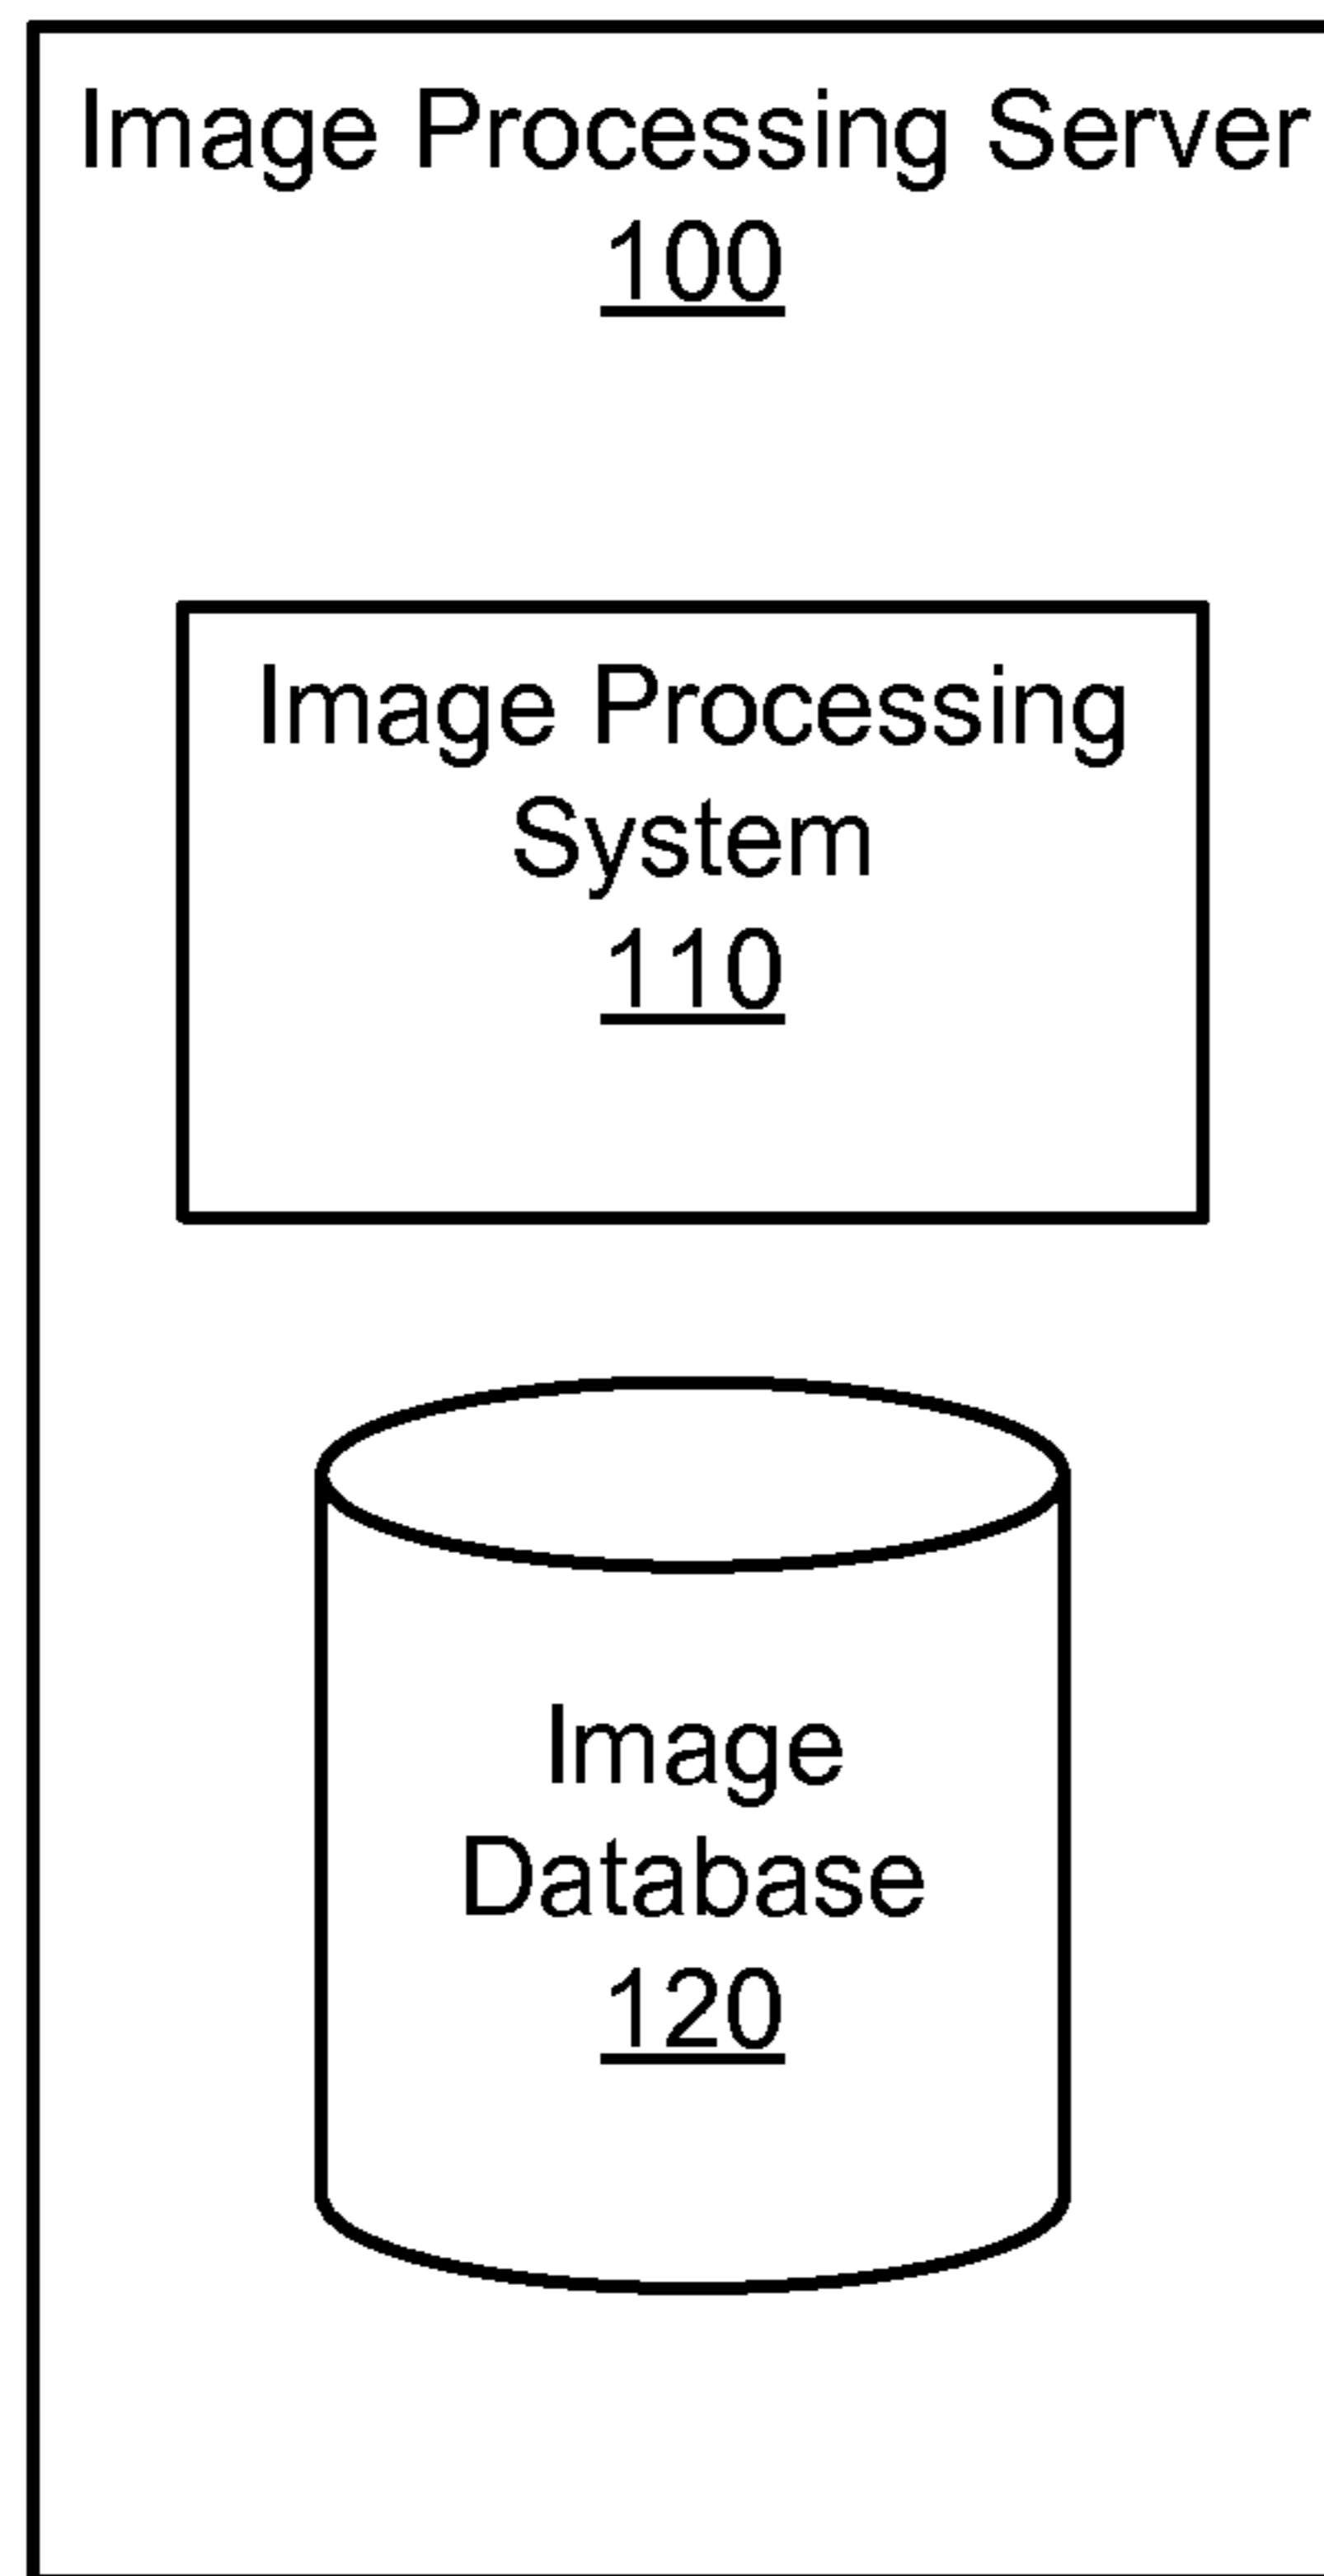 Image Processing Server
100
Image Processing
System
110
Image
Database
120